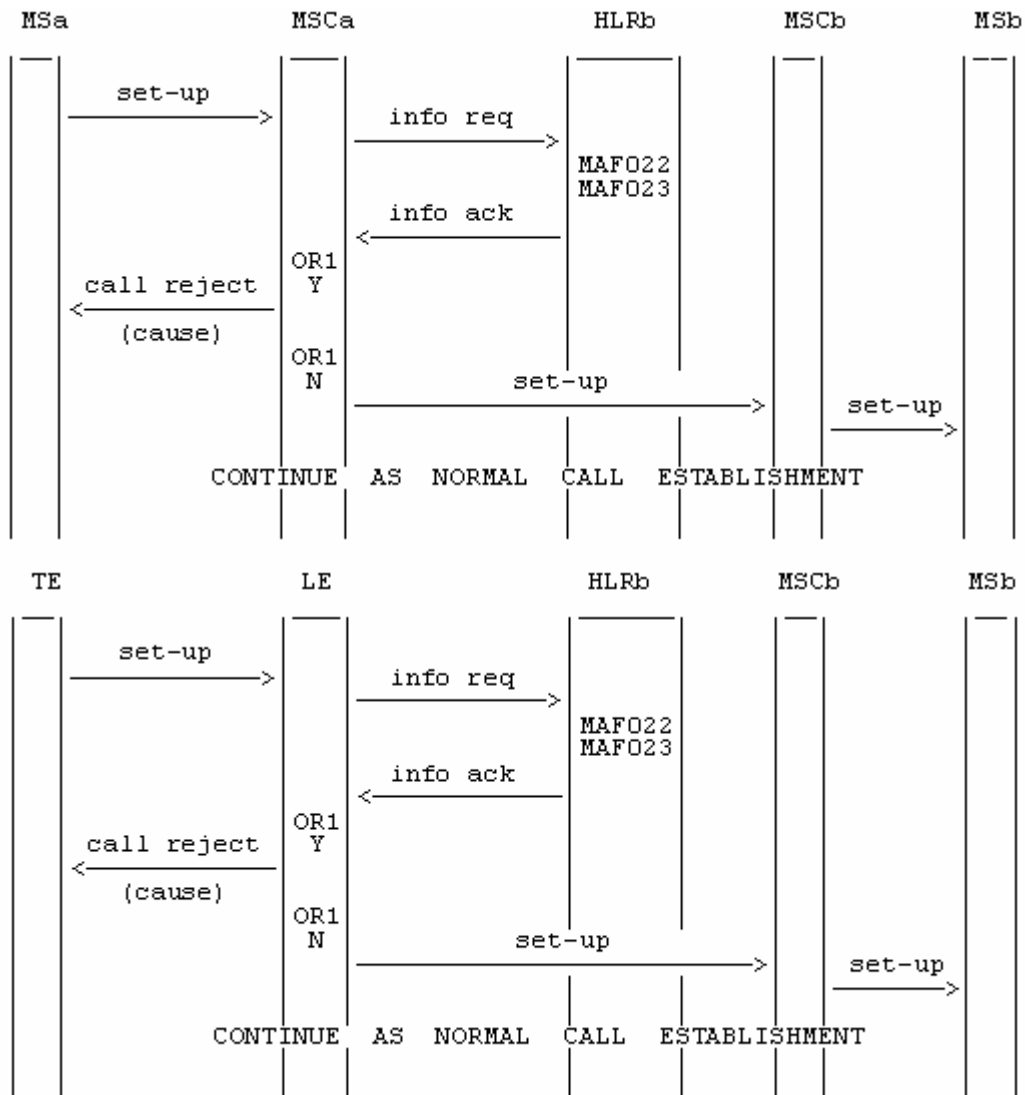 MSa MSCa HLRb MSCb MSb
set-up
info req
MAF022
MAF023
info ack
OR1
call reject Y
(cause)
OR1
N set-up
set-up
CONTINUE AS NORMAL CALL ESTABLISHMENT
TE LE HLRb MSCb MSb
set-up
info req
MAF022
MAF023
info ack
OR1
call reject Y
(cause)
OR1
N set-up
set-up
CONTINUE AS NORMAL CALL ESTABLISHMENT